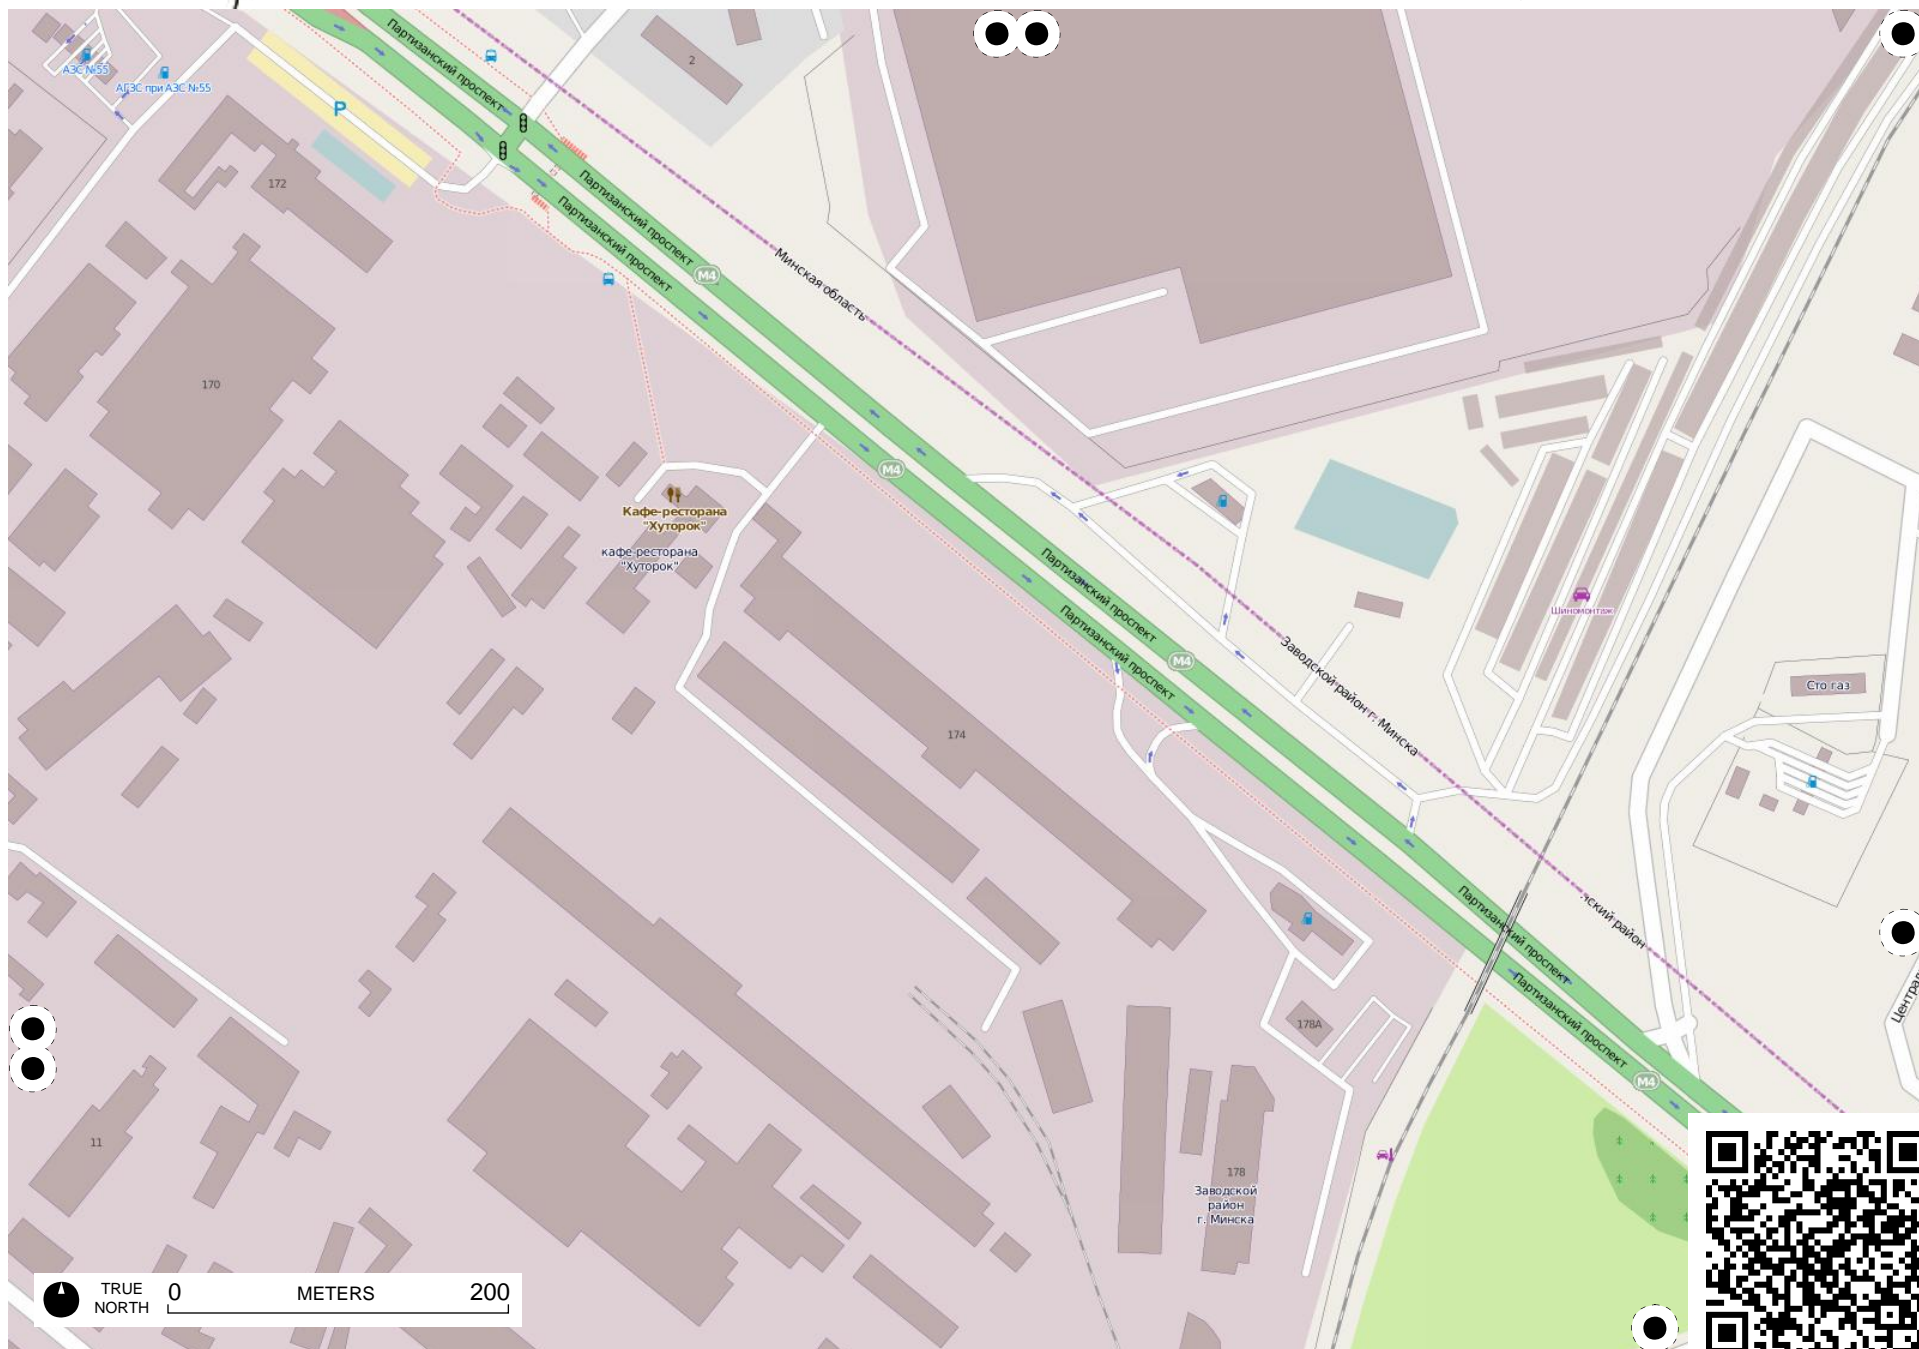 Партизанский проспект
2
АЗС №55
АГЗС при АЗС №55
P
172
Партизанский проспект
Партизанский проспект
M4
Минская область
170
M4
Кафе-ресторана
"Хуторок"
кафе-ресторана
"Хуторок"
Партизанский проспект
Партизанский проспект
M4
Шиномонтаж
Заводской район г. Минска
Сто газ
174
Партизанский проспект
нский район
Партизанский проспект
Центра
178А
M4
11
178
Заводской
район
г. Минска
TRUE
NORTH
0
METERS
200